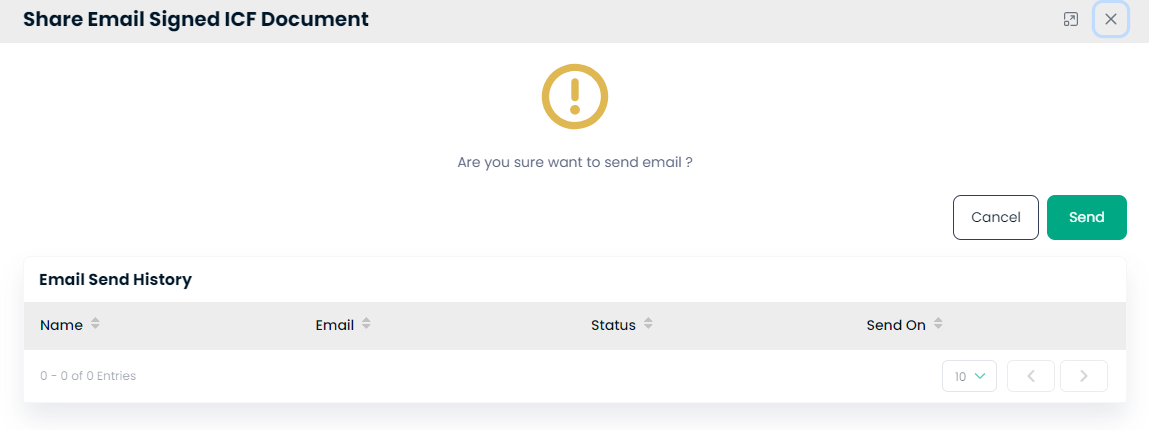 Share Email Signed ICF Document
Are you sure want to send email ?
Cancel Send
Email Send History
Name Email Status Send On
0 - 0 of 0 Entries 10